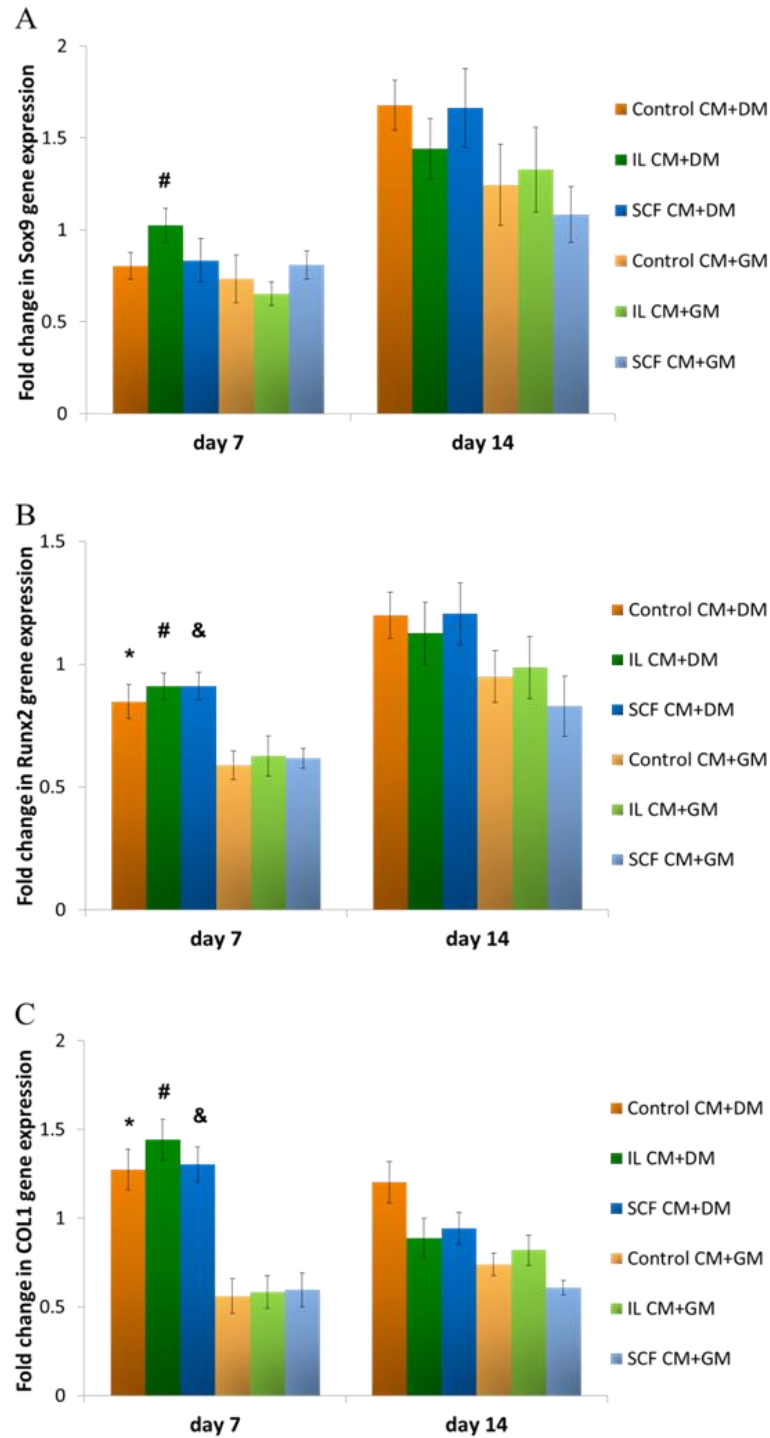 A
Fold change in Sox9 gene expression
2
1.5
1
0.5
0
#
day 7
day 14
Control CM+DM
IL CM+DM
SCF CM+DM
Control CM+GM
IL CM+GM
SCF CM+GM
B
Fold change in Runx2 grene expression
1.5
1
0.5
0
* # &
day 7
day 14
Control CM+DM
IL CM+DM
SCF CM+DM
Control CM+GM
IL CM+GM
SCF CM+GM
C
Fold change in COL1 gene expression
2
1.5
1
0.5
0
* # &
day 7
day 14
Control CM+DM
IL CM+DM
SCF CM+DM
Control CM+GM
IL CM+GM
SCF CM+GM